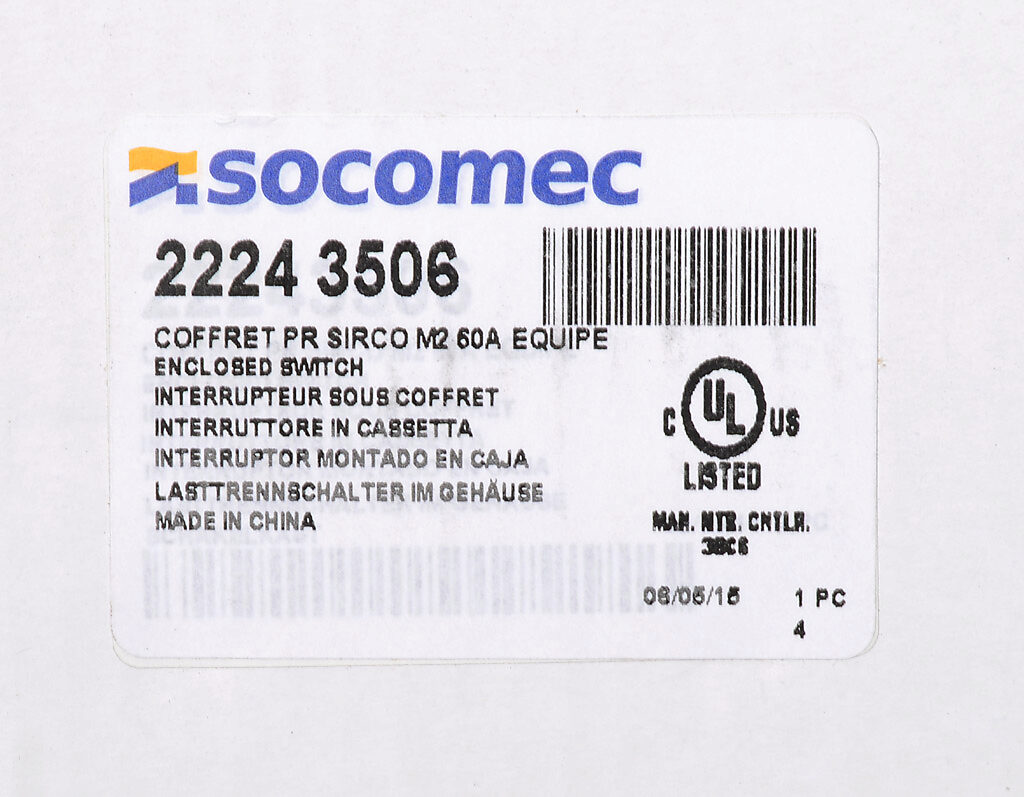 socomec
2224 3506
COFFRET PR SIRCO M2 60A EQUIPE
ENCLOSED SWITCH
INTERRUPTEUR SOUS COFFRET
INTERRUTTORE IN CASSETTA
INTERRUPTOR MONTADO EN CAJA
LASTTRENNSCHALTER IM GEHÄUSE
MADE IN CHINA
C UL US
LISTED
MAN. MTR. CNTLR.
06/05/15 1 PC
4